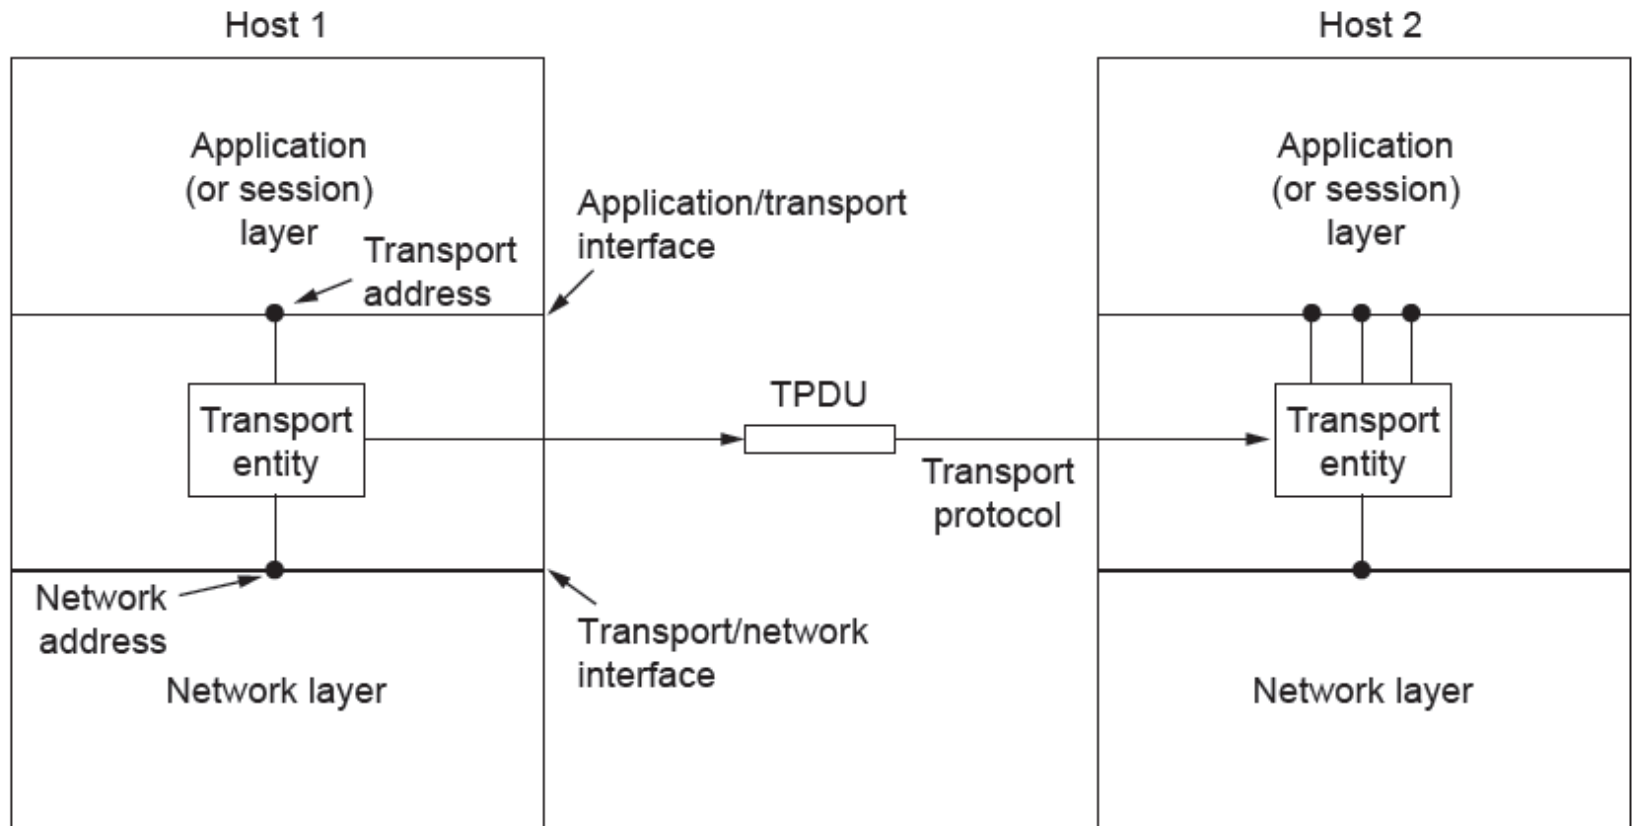 Host 1
Host 2
Application
(or session)
layer
Transport
address
Application/transport
interface
Application
(or session)
layer
TPDU
Transport
entity
Transport
protocol
Transport
entity
Network
address
Transport/network
interface
Network layer
Network layer